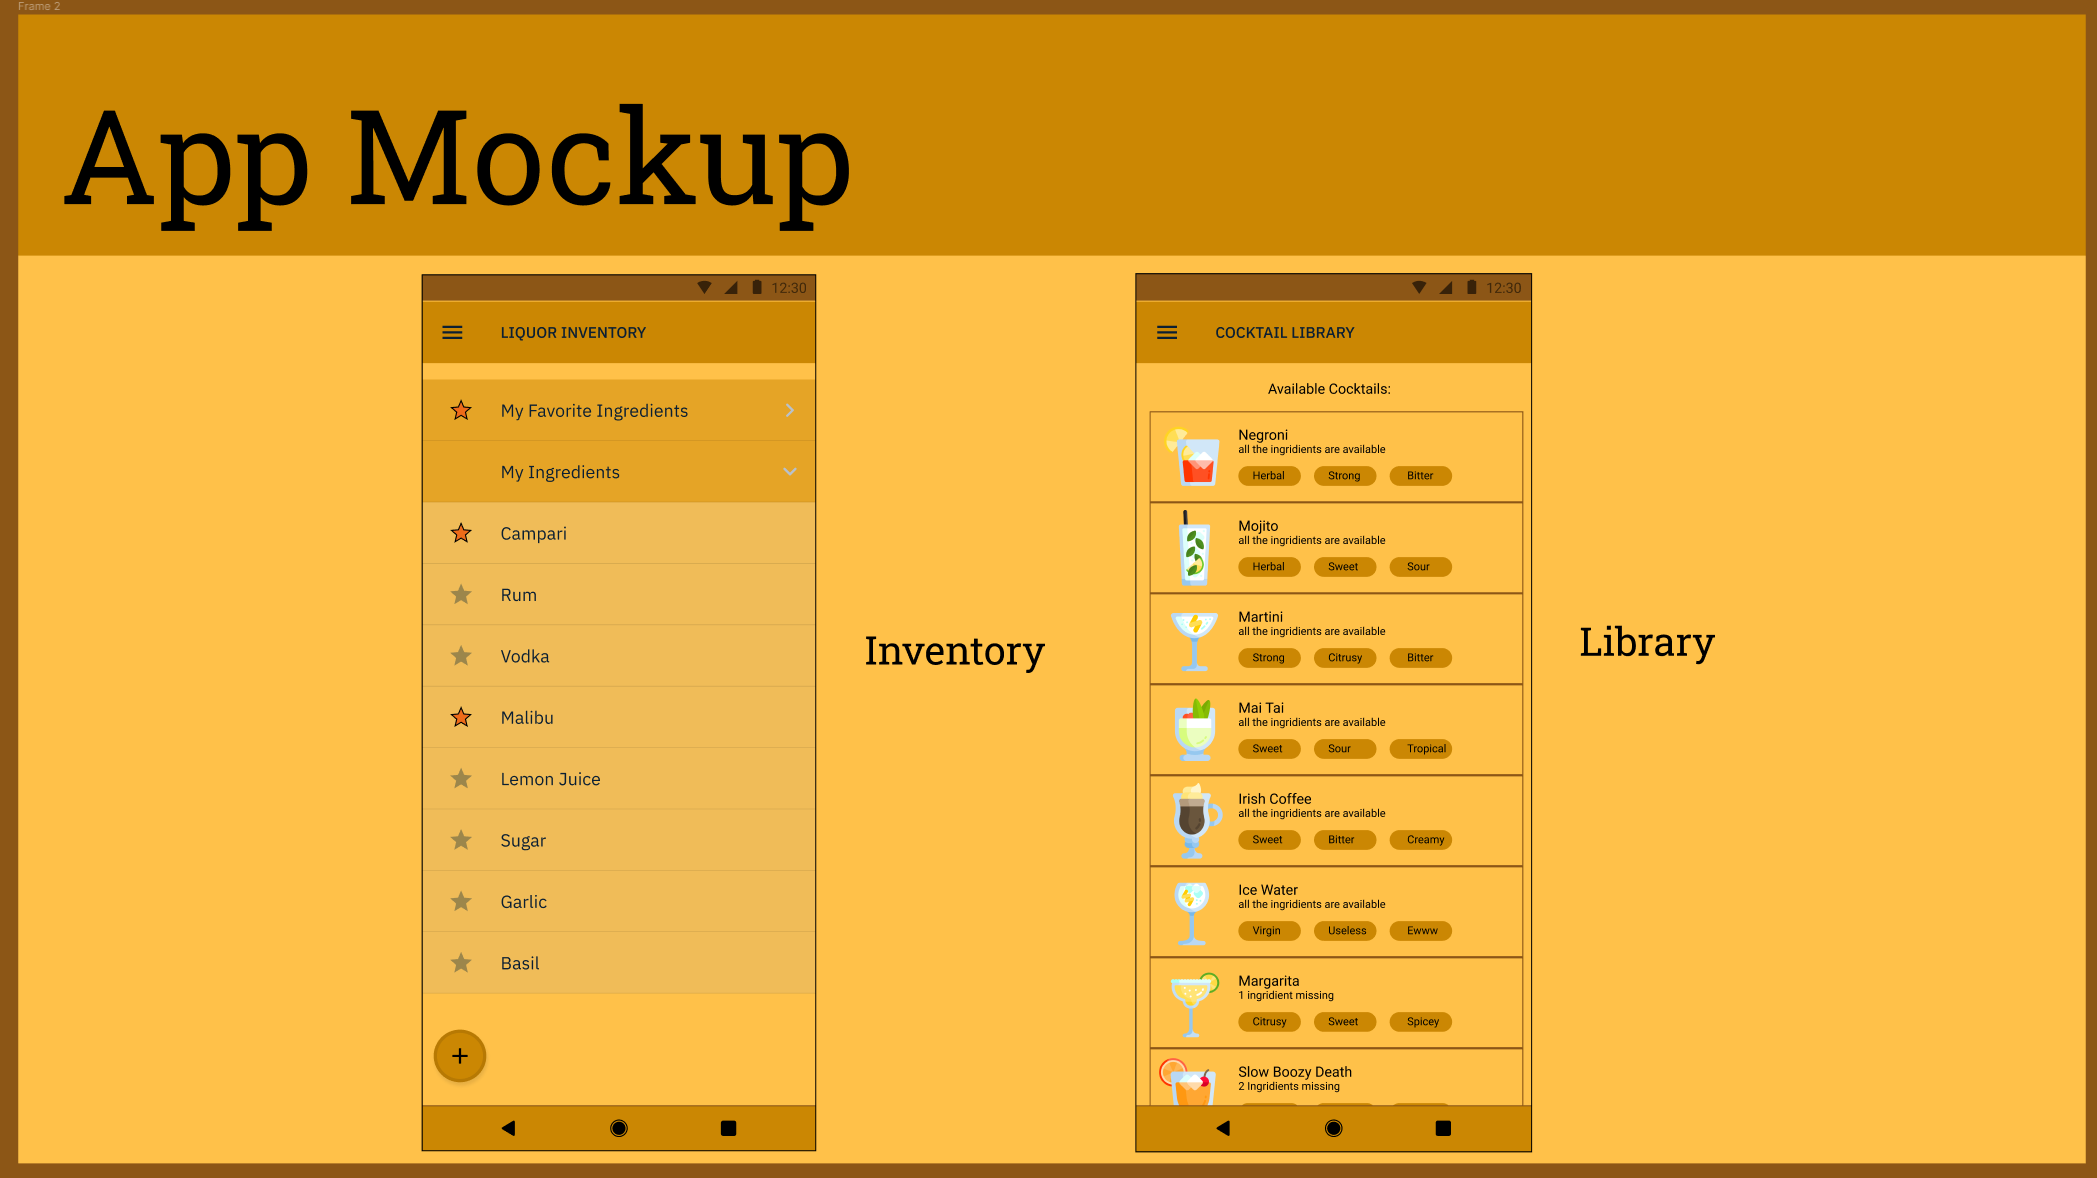 Frame 2
App Mockup
12:30
LIQUOR INVENTORY
My Favorite Ingredients
My Ingredients
Campari
Rum
Vodka
Malibu
Lemon Juice
Sugar
Garlic
Basil
+
Inventory
12:30
COCKTAIL LIBRARY
Available Cocktails:
Negroni
all the ingridients are available
Herbal Strong Bitter
Mojito
all the ingridients are available
Herbal Sweet Sour
Martini
all the ingridients are available
Strong Citrusy Bitter
Mai Tai
all the ingridients are available
Sweet Sour Tropical
Irish Coffee
all the ingridients are available
Sweet Bitter Creamy
Ice Water
all the ingridients are available
Virgin Useless Ewww
Margarita
1 ingridient missing
Citrusy Sweet Spicey
Slow Boozy Death
2 Ingridients missing
Library